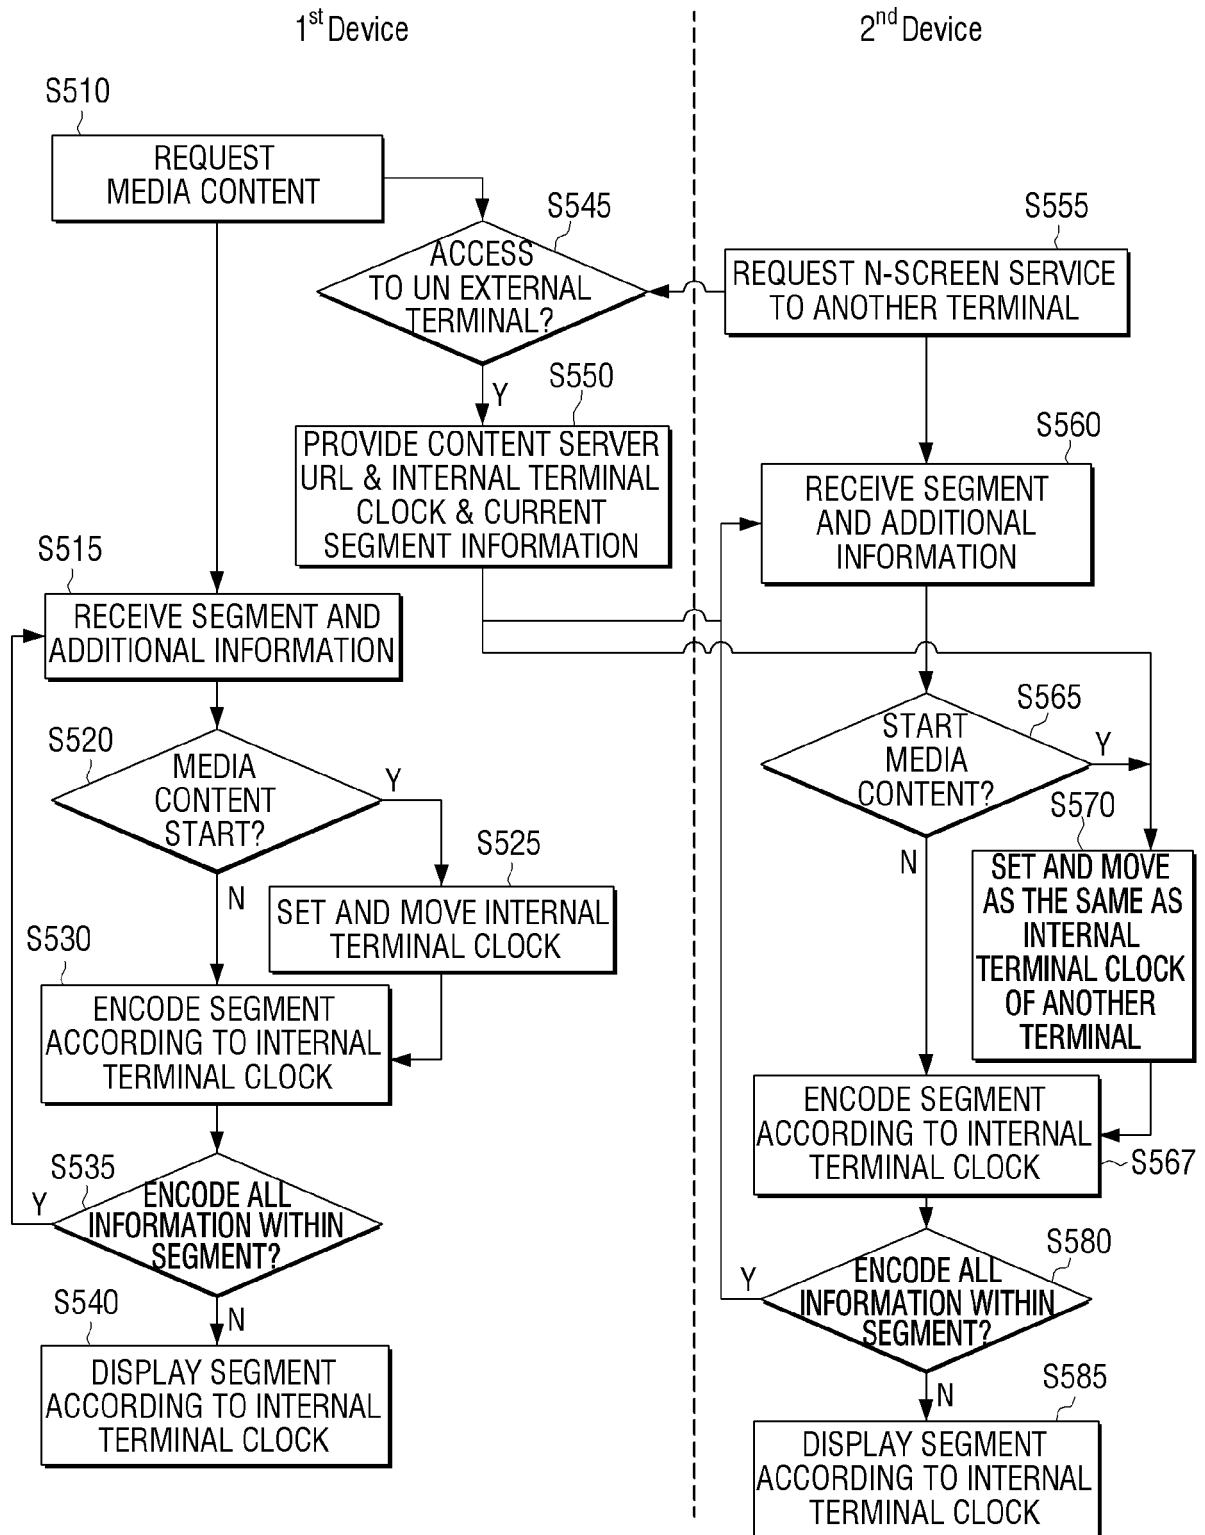 1st Device
2nd Device
S510
REQUEST
MEDIA CONTENT
S545
ACCESS
TO UN EXTERNAL
TERMINAL?
S555
REQUEST N-SCREEN SERVICE
TO ANOTHER TERMINAL
Y
S550
PROVIDE CONTENT SERVER
URL & INTERNAL TERMINAL
CLOCK & CURRENT
SEGMENT INFORMATION
S560
RECEIVE SEGMENT
AND ADDITIONAL
INFORMATION
S515
RECEIVE SEGMENT AND
ADDITIONAL INFORMATION
S520
MEDIA
CONTENT
START?
Y
N
S525
SET AND MOVE INTERNAL
TERMINAL CLOCK
S565
START
MEDIA
CONTENT?
Y
N
S570
SET AND MOVE
AS THE SAME AS
INTERNAL
TERMINAL CLOCK
OF ANOTHER
TERMINAL
S530
ENCODE SEGMENT
ACCORDING TO INTERNAL
TERMINAL CLOCK
ENCODE SEGMENT
ACCORDING TO INTERNAL
TERMINAL CLOCK
S567
S535
Y
ENCODE ALL
INFORMATION WITHIN
SEGMENT?
N
S580
Y
ENCODE ALL
INFORMATION WITHIN
SEGMENT?
N
S540
DISPLAY SEGMENT
ACCORDING TO INTERNAL
TERMINAL CLOCK
S585
DISPLAY SEGMENT
ACCORDING TO INTERNAL
TERMINAL CLOCK